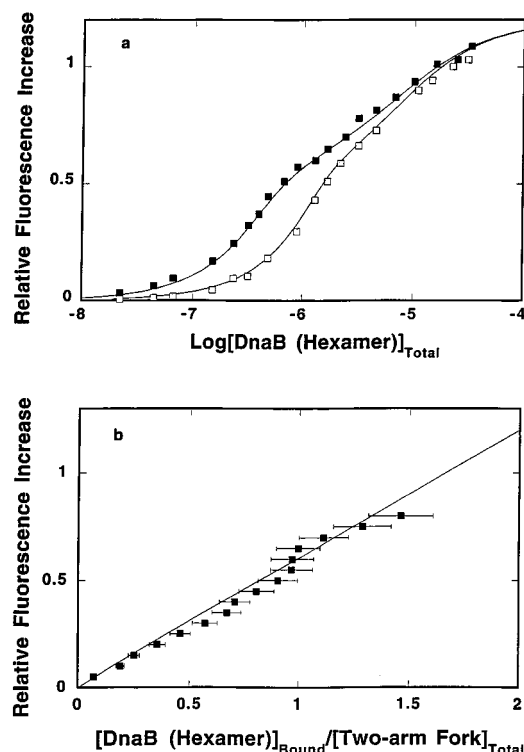 a
Relative Fluorescence Increase
1
0.5
0
-8 -7 -6 -5 -4
Log[DnaB (Hexamer)]Total
b
Relative Fluorescence Increase
1
0.5
0
0 0.5 1 1.5 2
[DnaB (Hexamer)]Bound/[Two-arm Fork]Total